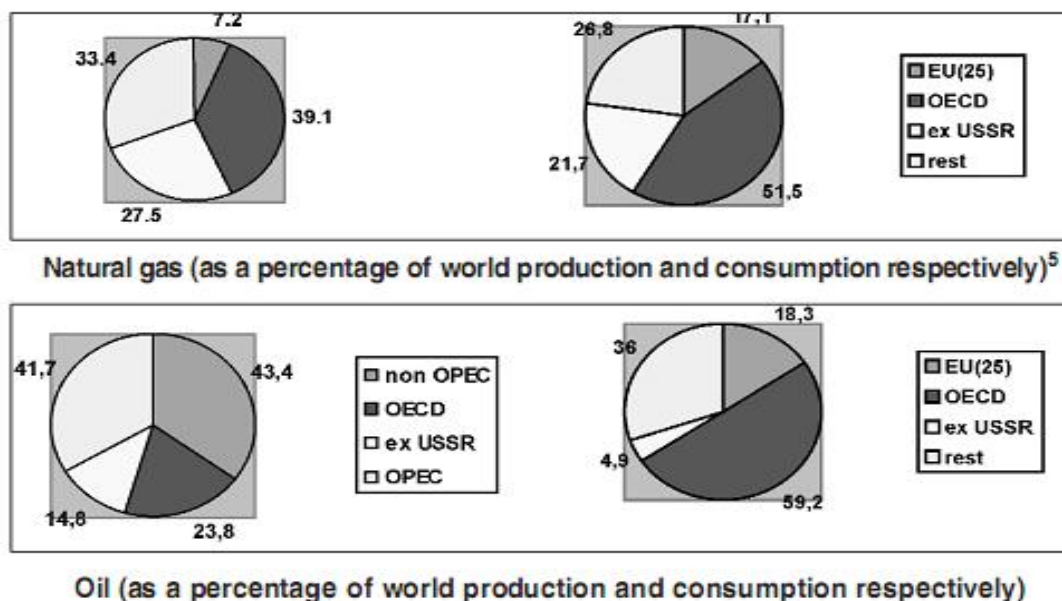 7.2
17,1
33.4
39.1
27.5
26,8
21,7
51,5
EU(25)
OECD
ex USSR
rest
Natural gas (as a percentage of world production and consumption respectively)5
41,7
43,4
14,8
23,8
non OPEC
OECD
ex USSR
OPEC
18,3
36
4,9
59,2
EU(25)
OECD
ex USSR
rest
Oil (as a percentage of world production and consumption respectively)